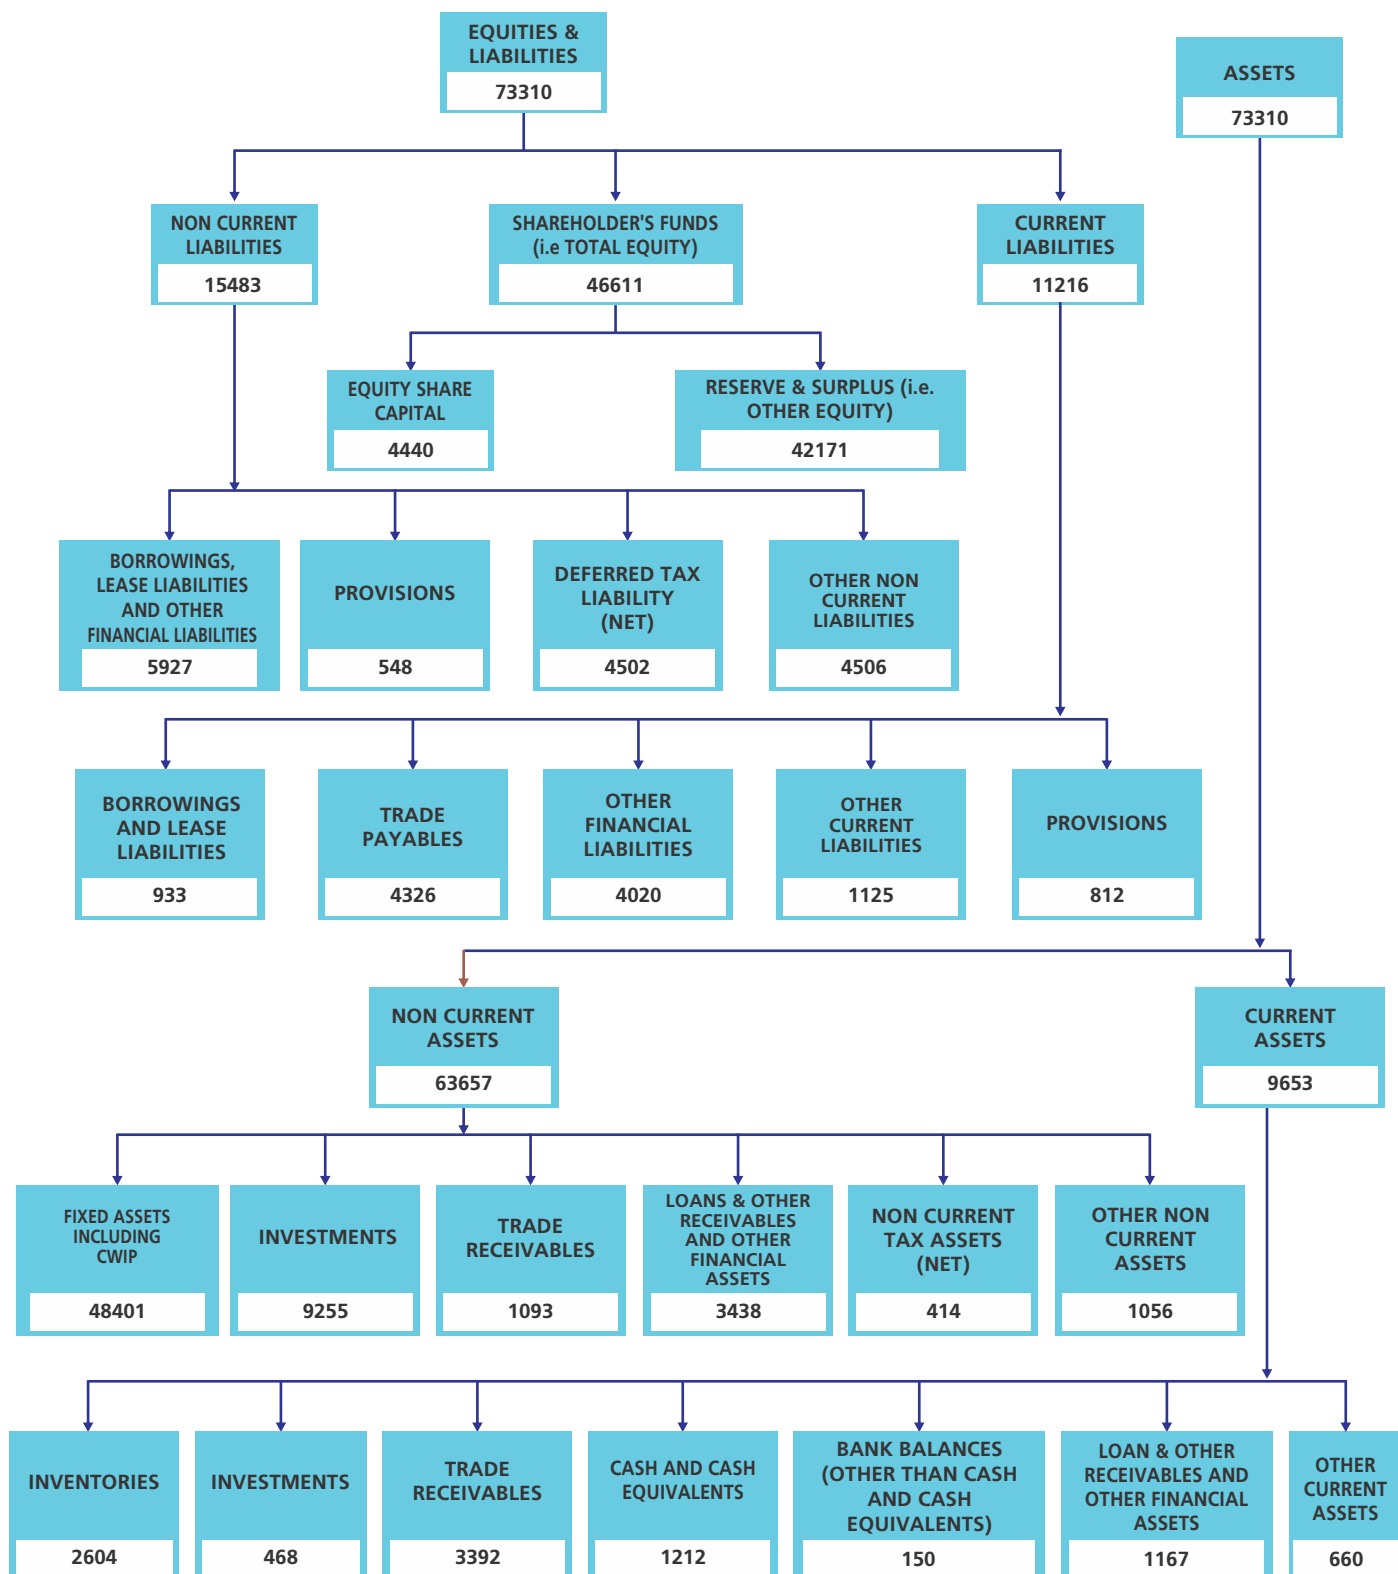 EQUITIES &
LIABILITIES
73310
ASSETS
73310
NON CURRENT
LIABILITIES
15483
SHAREHOLDER'S FUNDS
(i.e TOTAL EQUITY)
46611
CURRENT
LIABILITIES
11216
EQUITY SHARE
CAPITAL
4440
RESERVE & SURPLUS (i.e.
OTHER EQUITY)
42171
BORROWINGS,
LEASE LIABILITIES
AND OTHER
FINANCIAL LIABILITIES
5927
PROVISIONS
548
DEFERRED TAX
LIABILITY
(NET)
4502
OTHER NON
CURRENT
LIABILITIES
4506
BORROWINGS
AND LEASE
LIABILITIES
933
TRADE
PAYABLES
4326
OTHER
FINANCIAL
LIABILITIES
4020
OTHER
CURRENT
LIABILITIES
1125
PROVISIONS
812
NON CURRENT
ASSETS
63657
CURRENT
ASSETS
9653
FIXED ASSETS
INCLUDING
CWIP
48401
INVESTMENTS
9255
TRADE
RECEIVABLES
1093
LOANS & OTHER
RECEIVABLES
AND OTHER
FINANCIAL
ASSETS
3438
NON CURRENT
TAX ASSETS
(NET)
414
OTHER NON
CURRENT
ASSETS
1056
INVENTORIES
2604
INVESTMENTS
468
TRADE
RECEIVABLES
3392
CASH AND CASH
EQUIVALENTS
1212
BANK BALANCES
(OTHER THAN CASH
AND CASH
EQUIVALENTS)
150
LOAN & OTHER
RECEIVABLES AND
OTHER FINANCIAL
ASSETS
1167
OTHER
CURRENT
ASSETS
660